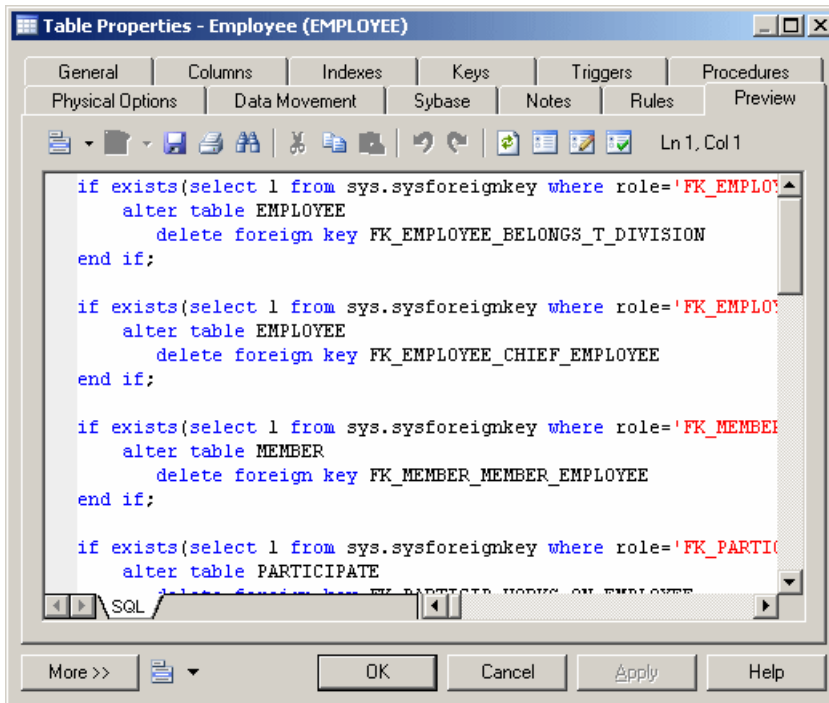 Table Properties - Employee (EMPLOYEE)
General Columns Indexes Keys Triggers Procedures
Physical Options Data Movement Sybase Notes Rules Preview
Ln 1, Col 1
if exists(select 1 from sys.sysforeignkey where role='FK_EMPLOY
alter table EMPLOYEE
delete foreign key FK_EMPLOYEE_BELONGS_T_DIVISION
end if;
if exists(select 1 from sys.sysforeignkey where role='FK_EMPLOY
alter table EMPLOYEE
delete foreign key FK_EMPLOYEE_CHIEF_EMPLOYEE
end if;
if exists(select 1 from sys.sysforeignkey where role='FK_MEMBER
alter table MEMBER
delete foreign key FK_MEMBER_MEMBER_EMPLOYEE
end if;
if exists(select 1 from sys.sysforeignkey where role='FK_PARTIC
alter table PARTICIPATE
delete foreign key FK_PARTICIP_WORKS_ON_EMPLOYEE
SQL
More >> OK Cancel Apply Help